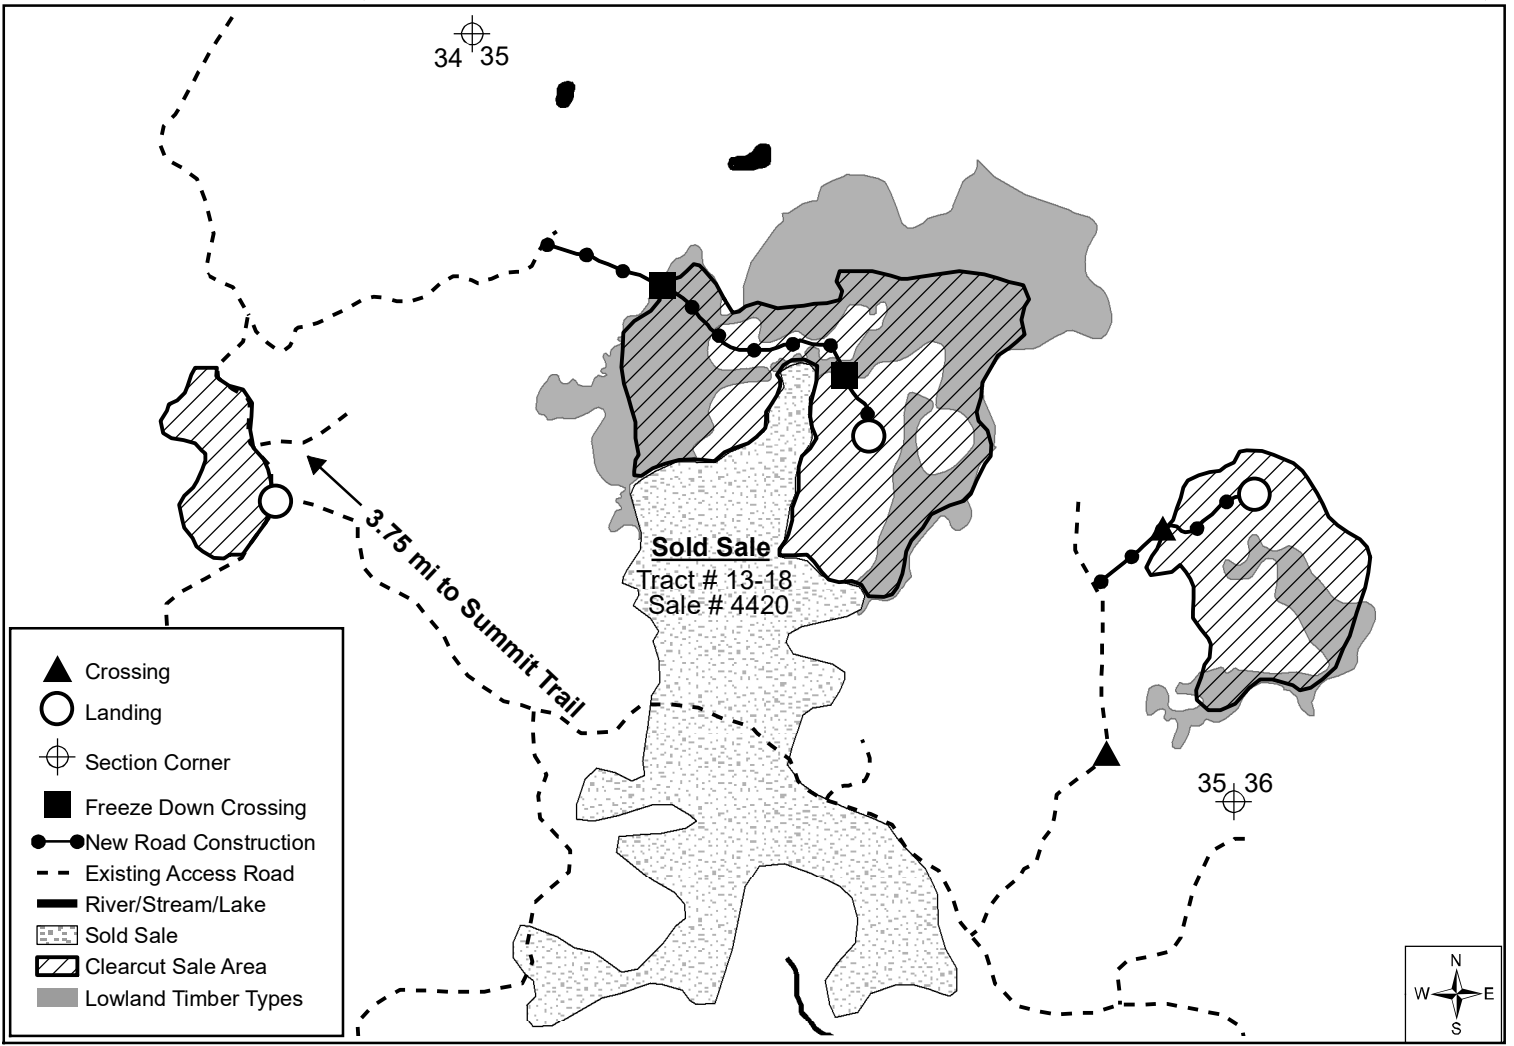 34 35
3.75 mi to Summit Trail
Sold Sale
Tract # 13-18
Sale # 4420
35 36
Crossing
Landing
Section Corner
Freeze Down Crossing
New Road Construction
Existing Access Road
River/Stream/Lake
Sold Sale
Clearcut Sale Area
Lowland Timber Types
N
W E
S